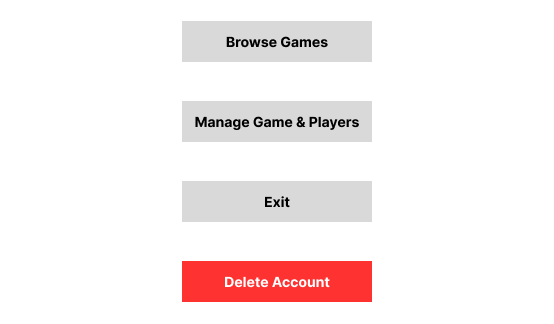 Browse Games
Manage Game & Players
Exit
Delete Account